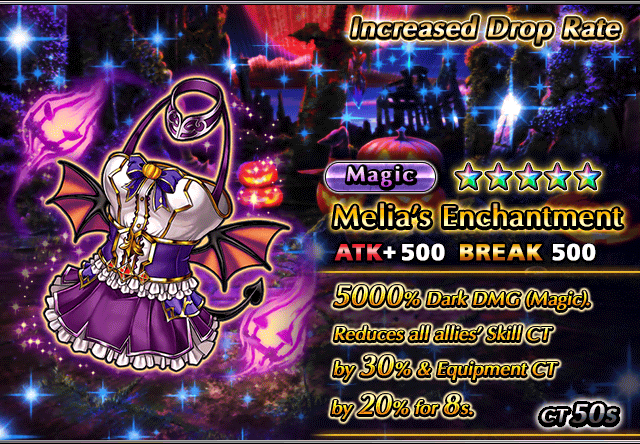 Increased Drop Rate
Magic
Melia's Enchantment
ATK+500 BREAK 500
5000% Dark DMG (Magic).
Reduces all allies' Skill CT
by 30% & Equipment CT
by 20% for 8s.
CT 50s